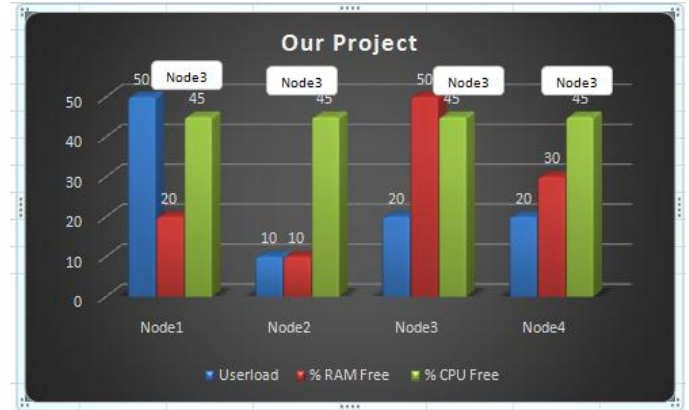 Our Project
Node3 Node3 Node3 Node3
50 45 45 50 45 45
50
40
30
20
10
0
20 10 10 20 20 30
Node1 Node2 Node3 Node4
Userload % RAM Free % CPU Free